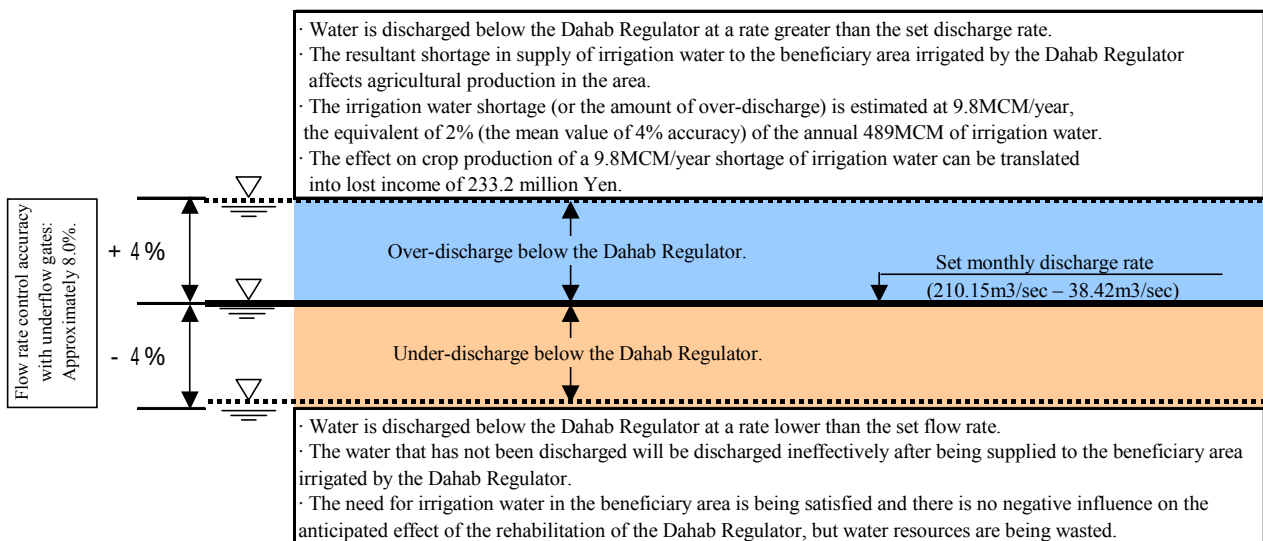 · Water is discharged below the Dahab Regulator at a rate greater than the set discharge rate.
· The resultant shortage in supply of irrigation water to the beneficiary area irrigated by the Dahab Regulator
affects agricultural production in the area.
· The irrigation water shortage (or the amount of over-discharge) is estimated at 9.8MCM/year,
the equivalent of 2% (the mean value of 4% accuracy) of the annual 489MCM of irrigation water.
· The effect on crop production of a 9.8MCM/year shortage of irrigation water can be translated
into lost income of 233.2 million Yen.
Flow rate control accuracy
with underflow gates:
Approximately 8.0%.
+ 4%
Over-discharge below the Dahab Regulator.
Set monthly discharge rate
(210.15m3/sec – 38.42m3/sec)
- 4%
Under-discharge below the Dahab Regulator.
· Water is discharged below the Dahab Regulator at a rate lower than the set flow rate.
· The water that has not been discharged will be discharged ineffectively after being supplied to the beneficiary area
irrigated by the Dahab Regulator.
· The need for irrigation water in the beneficiary area is being satisfied and there is no negative influence on the
anticipated effect of the rehabilitation of the Dahab Regulator, but water resources are being wasted.